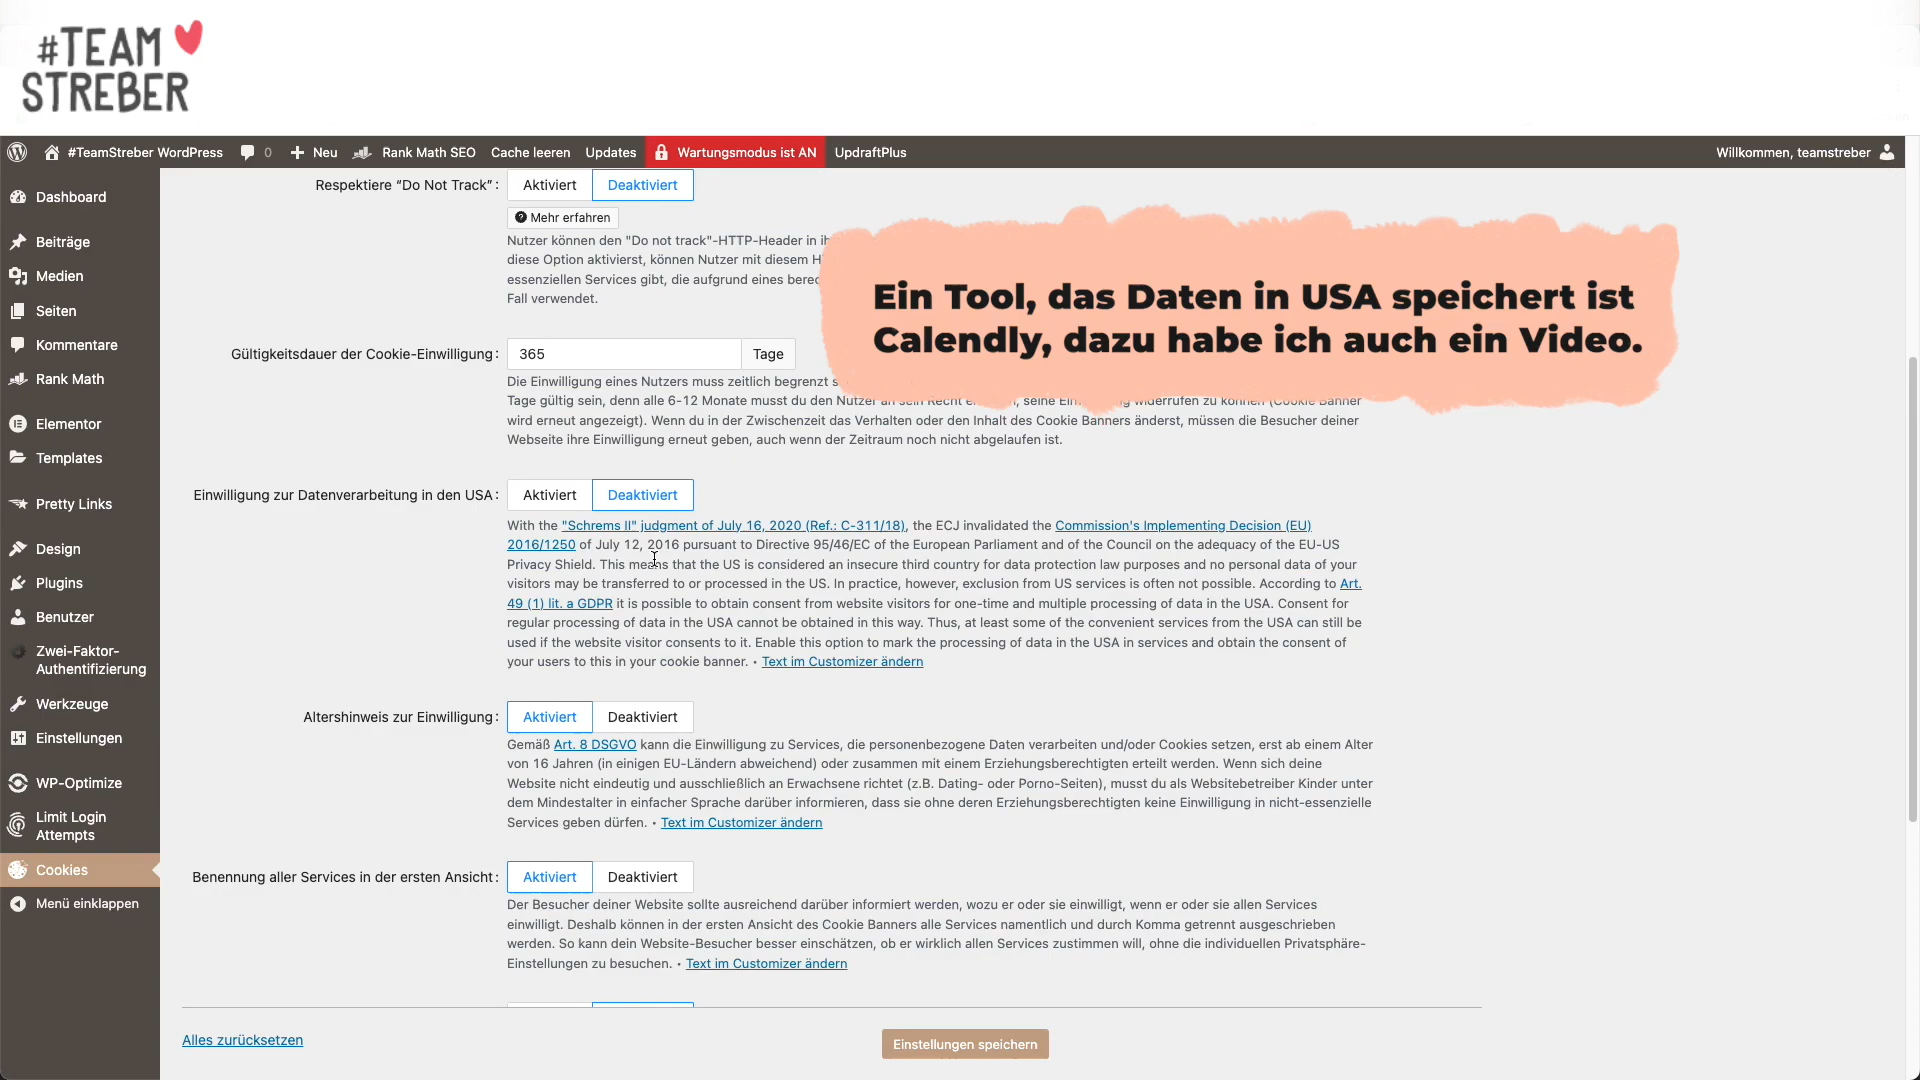 #TEAM
STREBER
#TeamStreber WordPress 0 Neu Rank Math SEO Cache leeren Updates Wartungsmodus ist AN UpdraftPlus Willkommen, teamstreber
Dashboard
Beiträge
Medien
Seiten
Kommentare
Rank Math
Elementor
Templates
Pretty Links
Design
Plugins
Benutzer
Zwei-Faktor-
Authentifizierung
Werkzeuge
Einstellungen
WP-Optimize
Limit Login
Attempts
Cookies
Menü einklappen
Respektiere “Do Not Track”: Aktiviert Deaktiviert
Mehr erfahren
Nutzer können den "Do not track"-HTTP-Header in
diese Option aktivierst, können Nutzer mit diesem
essenziellen Services gibt, die aufgrund eines
Fall verwendet.
Ein Tool, das Daten in USA speichert ist
Calendly, dazu habe ich auch ein Video.
Gültigkeitsdauer der Cookie-Einwilligung: 365 Tage
Die Einwilligung eines Nutzers muss zeitlich begrenzt
Tage gültig sein, denn alle 6-12 Monate musst du den Nutzer an sein Recht widerrufen zu können (Cookie Banner
wird erneut angezeigt). Wenn du in der Zwischenzeit das Verhalten oder den Inhalt des Cookie Banners änderst, müssen die Besucher deiner
Webseite ihre Einwilligung erneut geben, auch wenn der Zeitraum noch nicht abgelaufen ist.
Einwilligung zur Datenverarbeitung in den USA: Aktiviert Deaktiviert
With the "Schrems II" judgment of July 16, 2020 (Ref.: C-311/18), the ECJ invalidated the Commission's Implementing Decision (EU)
2016/1250 of July 12, 2016 pursuant to Directive 95/46/EC of the European Parliament and of the Council on the adequacy of the EU-US
Privacy Shield. This means that the US is considered an insecure third country for data protection law purposes and no personal data of your
visitors may be transferred to or processed in the US. In practice, however, exclusion from US services is often not possible. According to Art.
49 (1) lit. a GDPR it is possible to obtain consent from website visitors for one-time and multiple processing of data in the USA. Consent for
regular processing of data in the USA cannot be obtained in this way. Thus, at least some of the convenient services from the USA can still be
used if the website visitor consents to it. Enable this option to mark the processing of data in the USA in services and obtain the consent of
your users to this in your cookie banner. • Text im Customizer ändern
Altershinweis zur Einwilligung: Aktiviert Deaktiviert
Gemäß Art. 8 DSGVO kann die Einwilligung zu Services, die personenbezogene Daten verarbeiten und/oder Cookies setzen, erst ab einem Alter
von 16 Jahren (in einigen EU-Ländern abweichend) oder zusammen mit einem Erziehungsberechtigten erteilt werden. Wenn sich deine
Website nicht eindeutig und ausschließlich an Erwachsene richtet (z.B. Dating- oder Porno-Seiten), musst du als Websitebetreiber Kinder unter
dem Mindestalter in einfacher Sprache darüber informieren, dass sie ohne deren Erziehungsberechtigten keine Einwilligung in nicht-essenzielle
Services geben dürfen. • Text im Customizer ändern
Benennung aller Services in der ersten Ansicht: Aktiviert Deaktiviert
Der Besucher deiner Website sollte ausreichend darüber informiert werden, wozu er oder sie einwilligt, wenn er oder sie allen Services
einwilligt. Deshalb können in der ersten Ansicht des Cookie Banners alle Services namentlich und durch Komma getrennt ausgeschrieben
werden. So kann dein Website-Besucher besser einschätzen, ob er wirklich allen Services zustimmen will, ohne die individuellen Privatsphäre-
Einstellungen zu besuchen. • Text im Customizer ändern
Alles zurücksetzen Einstellungen speichern